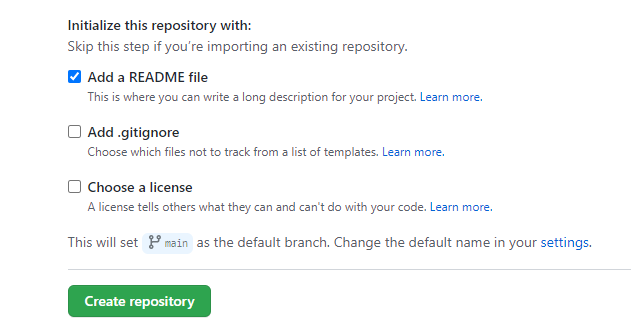 Initialize this repository with:
Skip this step if you're importing an existing repository.
Add a README file
This is where you can write a long description for your project. Learn more.
Add .gitignore
Choose which files not to track from a list of templates. Learn more.
Choose a license
A license tells others what they can and can't do with your code. Learn more.
This will set main as the default branch. Change the default name in your settings.
Create repository